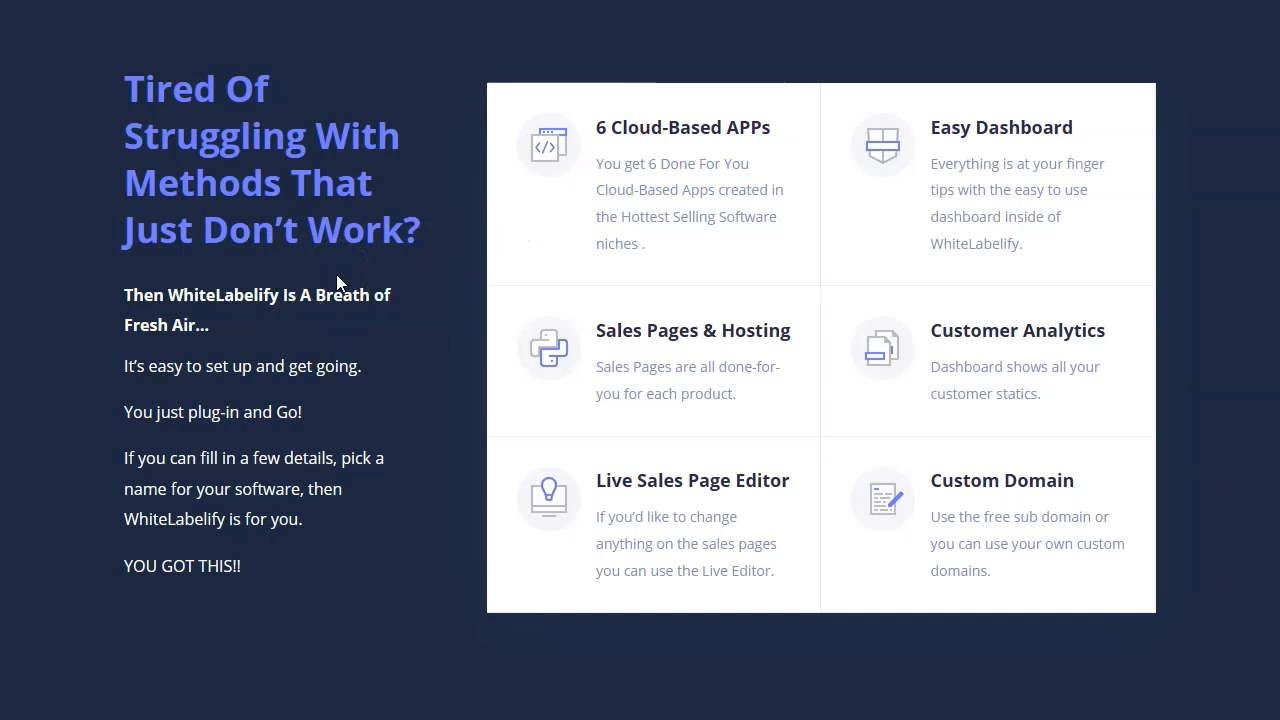 Tired Of
Struggling With
Methods That
Just Don’t Work?
Then WhiteLabelify Is A Breath of
Fresh Air...
It’s easy to set up and get going.
You just plug-in and Go!
If you can fill in a few details, pick a
name for your software, then
WhiteLabelify is for you.
YOU GOT THIS!!
6 Cloud-Based APPs
You get 6 Done For You
Cloud-Based Apps created in
the Hottest Selling Software
niches .
Easy Dashboard
Everything is at your finger
tips with the easy to use
dashboard inside of
WhiteLabelify.
Sales Pages & Hosting
Sales Pages are all done-for-
you for each product.
Customer Analytics
Dashboard shows all your
customer statics.
Live Sales Page Editor
If you’d like to change
anything on the sales pages
you can use the Live Editor.
Custom Domain
Use the free sub domain or
you can use your own custom
domains.